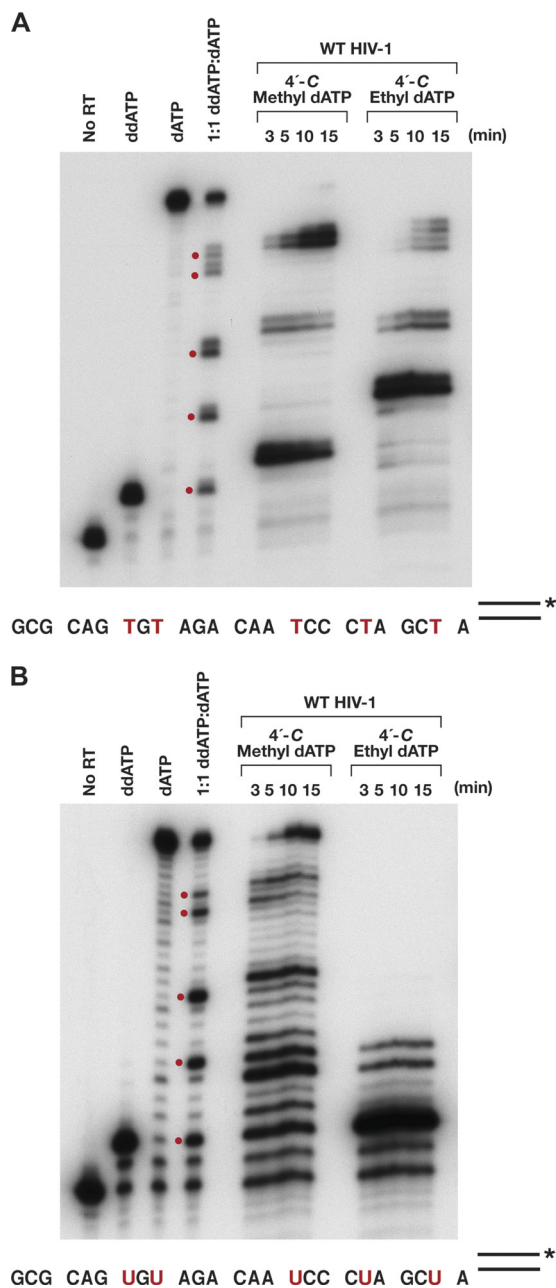 A
WT HIV-1
4´-C Methyl dATP
4´-C Ethyl dATP
No RT
ddATP
dATP
1:1 ddATP:dATP
3 5 10 15
3 5 10 15
(min)
*
GCG CAG TGT AGA CAA TCC CTA GCT A
B
WT HIV-1
4´-C Methyl dATP
4´-C Ethyl dATP
No RT
ddATP
dATP
1:1 ddATP:dATP
3 5 10 15
3 5 10 15
(min)
*
GCG CAG UGU AGA CAA UCC CUA GCU A